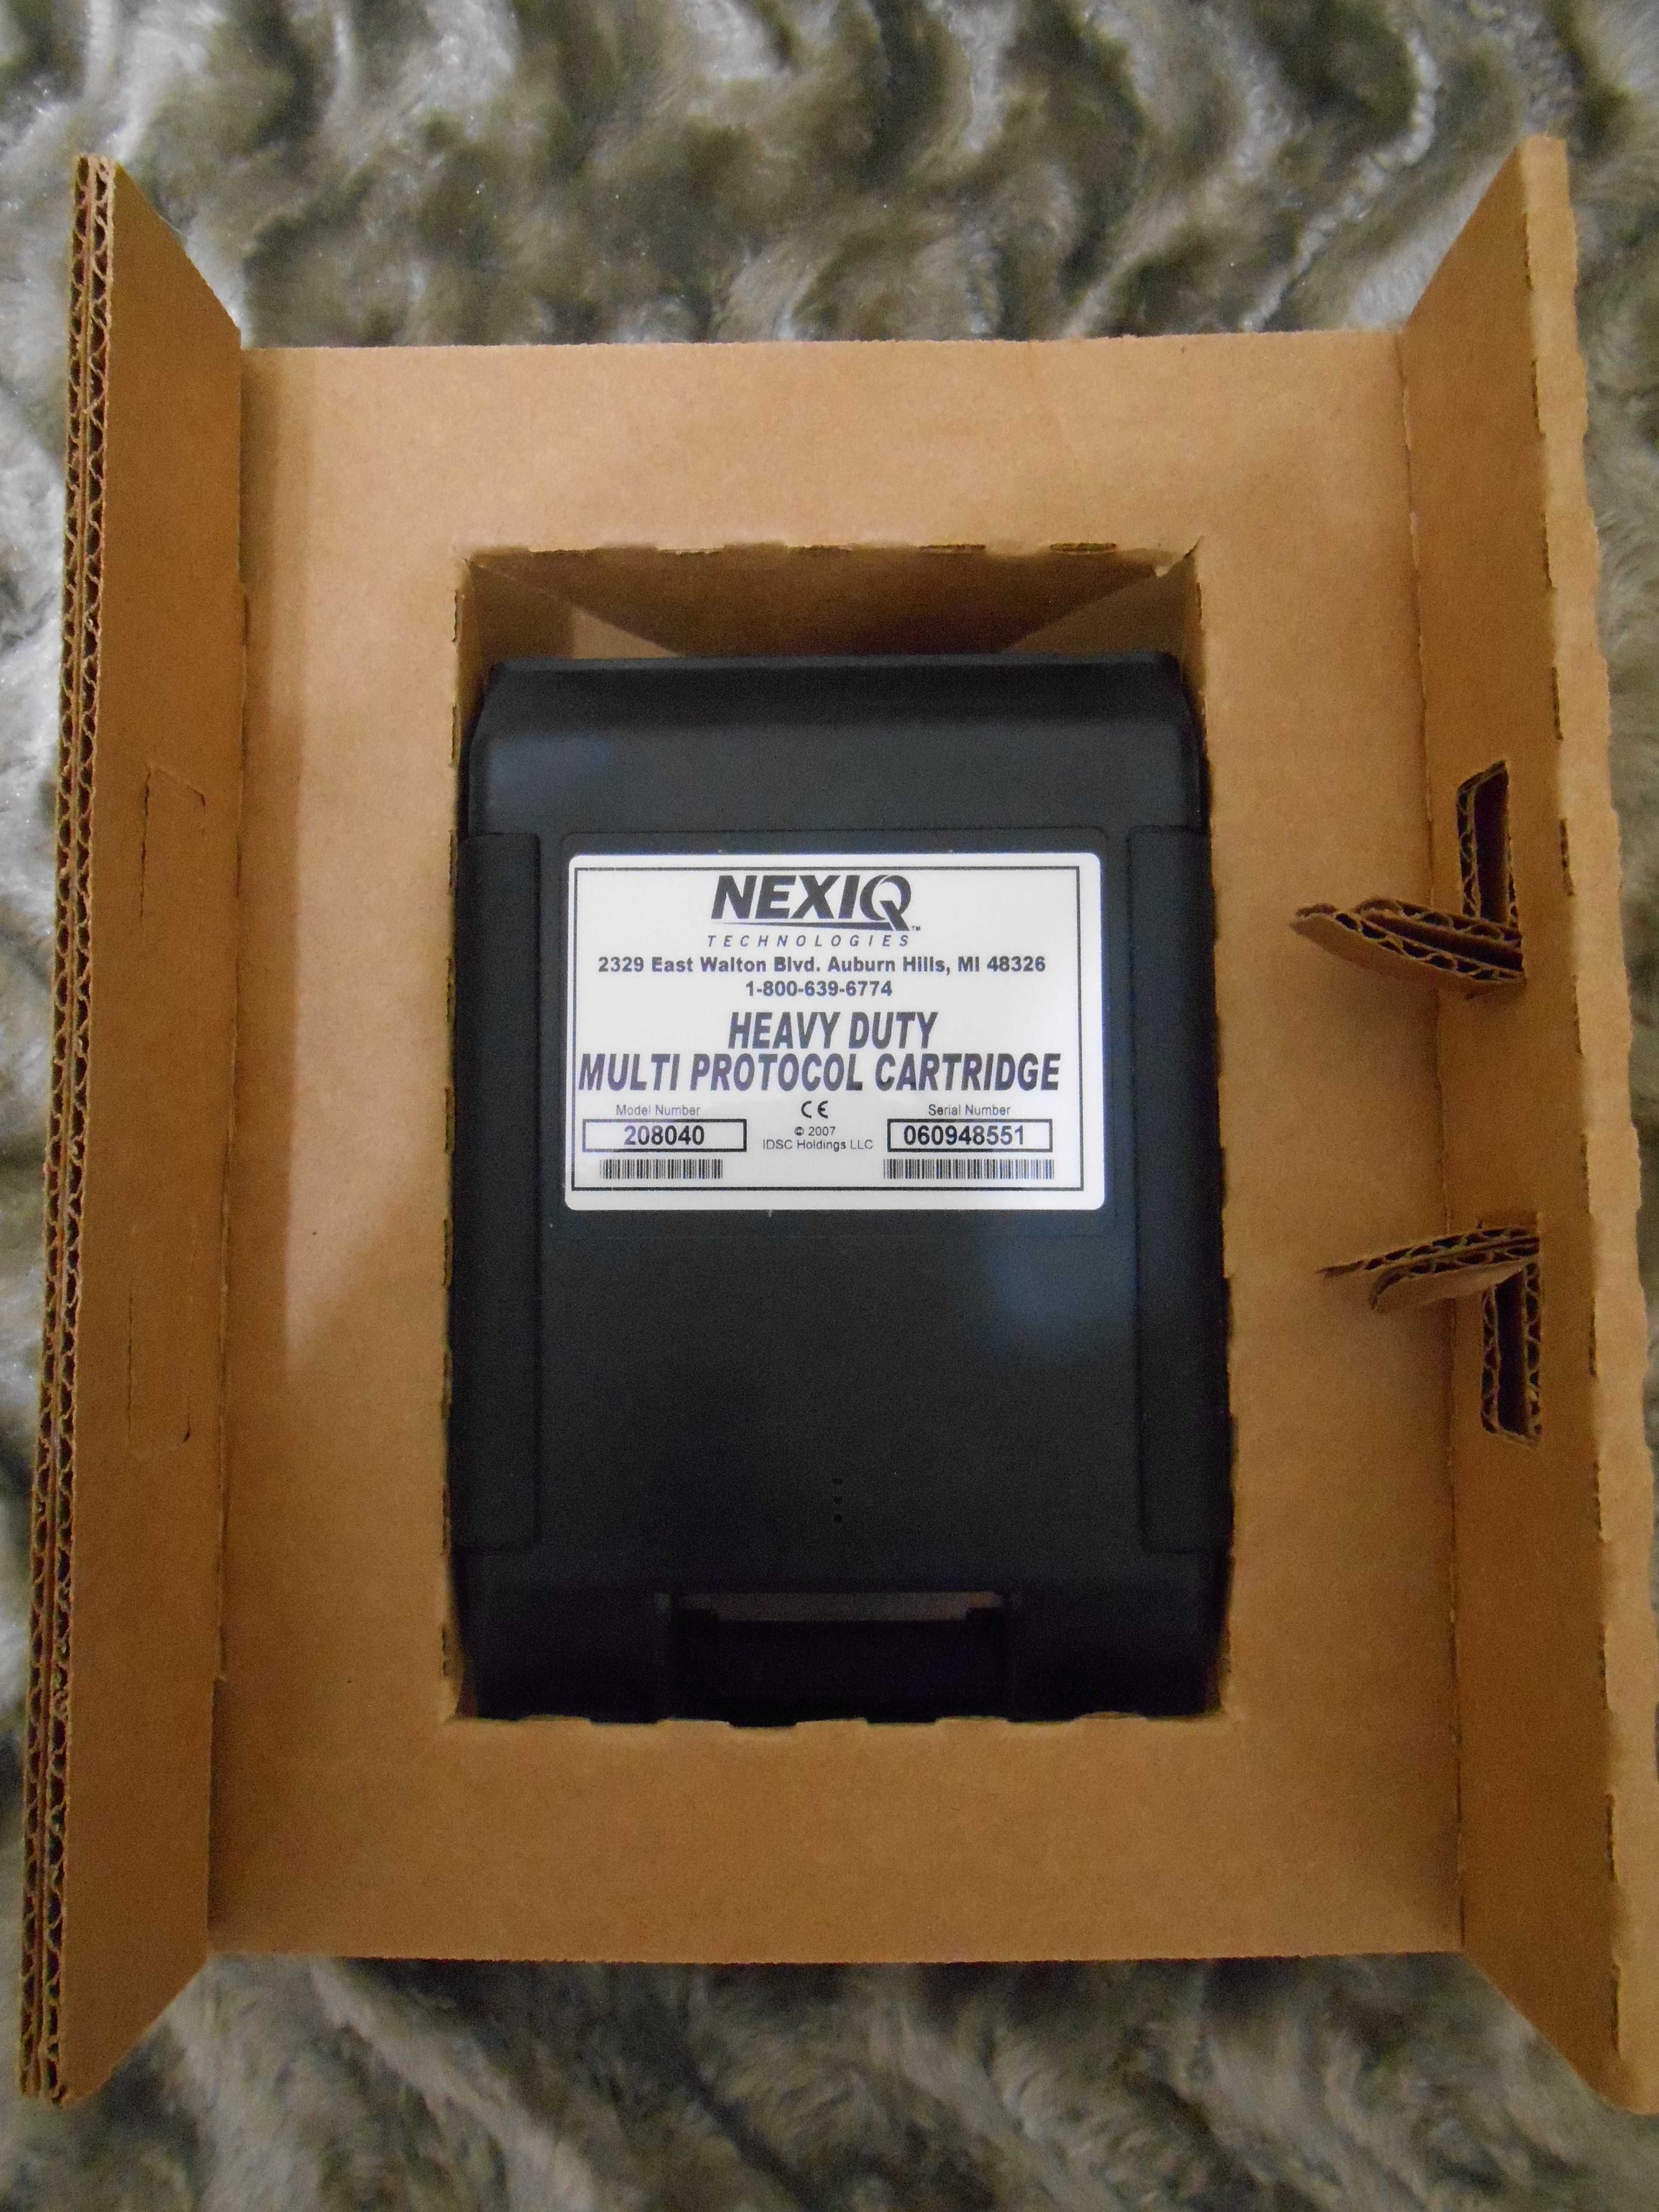 NEXIQ™
TECHNOLOGIES
2329 East Walton Blvd. Auburn Hills, MI 48326
1-800-639-6774
HEAVY DUTY
MULTI PROTOCOL CARTRIDGE
Model Number CE Serial Number
208040 © 2007 060948551
IDSC Holdings LLC